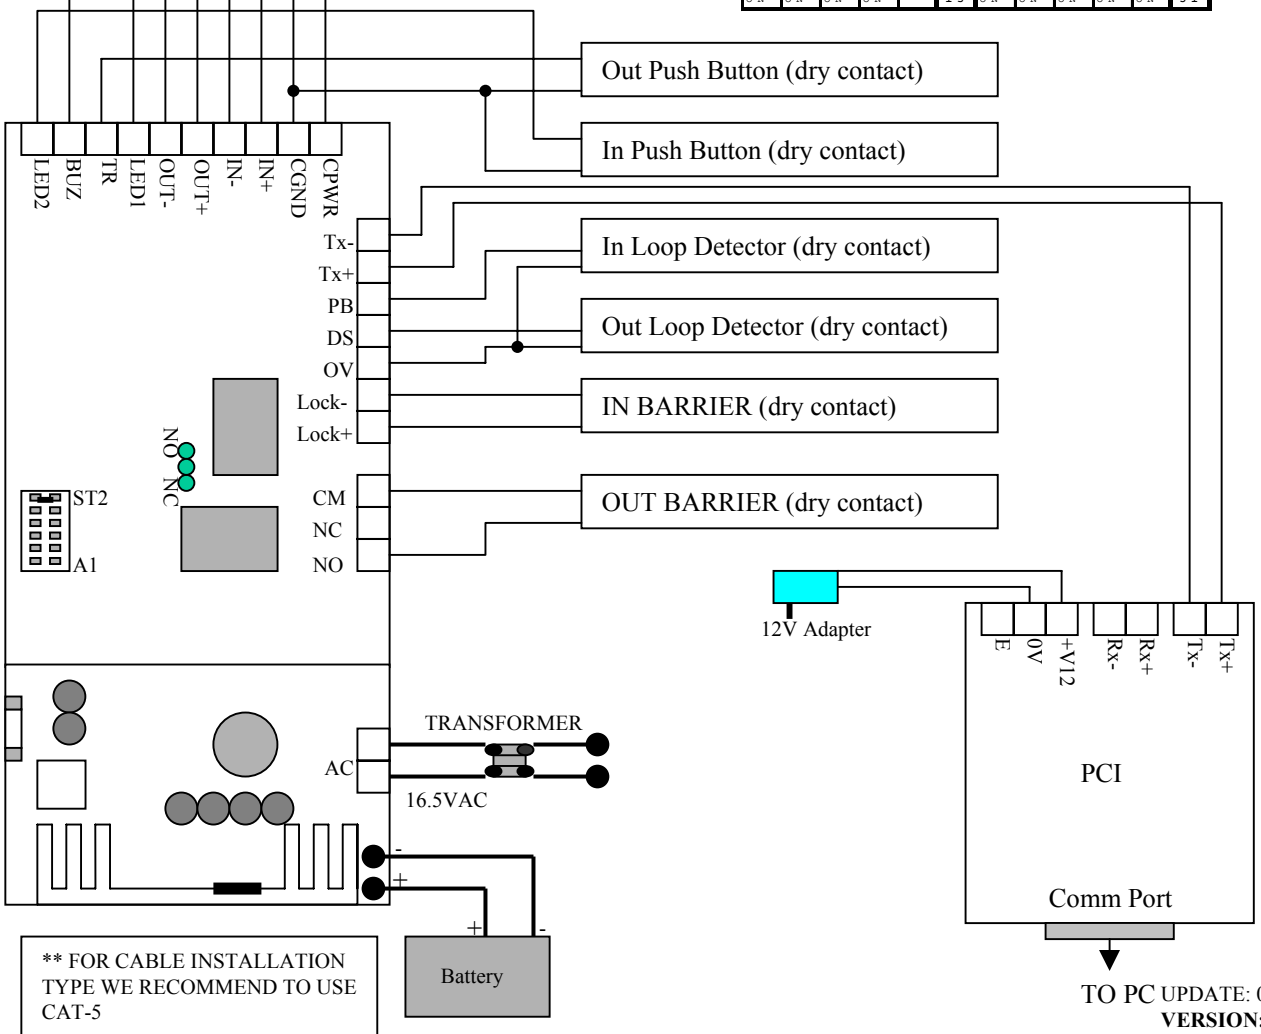 Out Push Button (dry contact)
In Push Button (dry contact)
LED2
BUZ
TR
LED1
OUT-
OUT+
IN-
IN+
CGND
CPWR
Tx-
Tx+
PB
DS
OV
Lock-
Lock+
In Loop Detector (dry contact)
Out Loop Detector (dry contact)
IN BARRIER (dry contact)
NO
NC
ST2
A1
CM
NC
NO
OUT BARRIER (dry contact)
12V Adapter
E
0V
+V12
Rx-
Rx+
Tx-
Tx+
PCI
Comm Port
TRANSFORMER
AC
16.5VAC
-
+
+
-
Battery
** FOR CABLE INSTALLATION
TYPE WE RECOMMEND TO USE
CAT-5
TO PC
UPDATE:
VERSION: